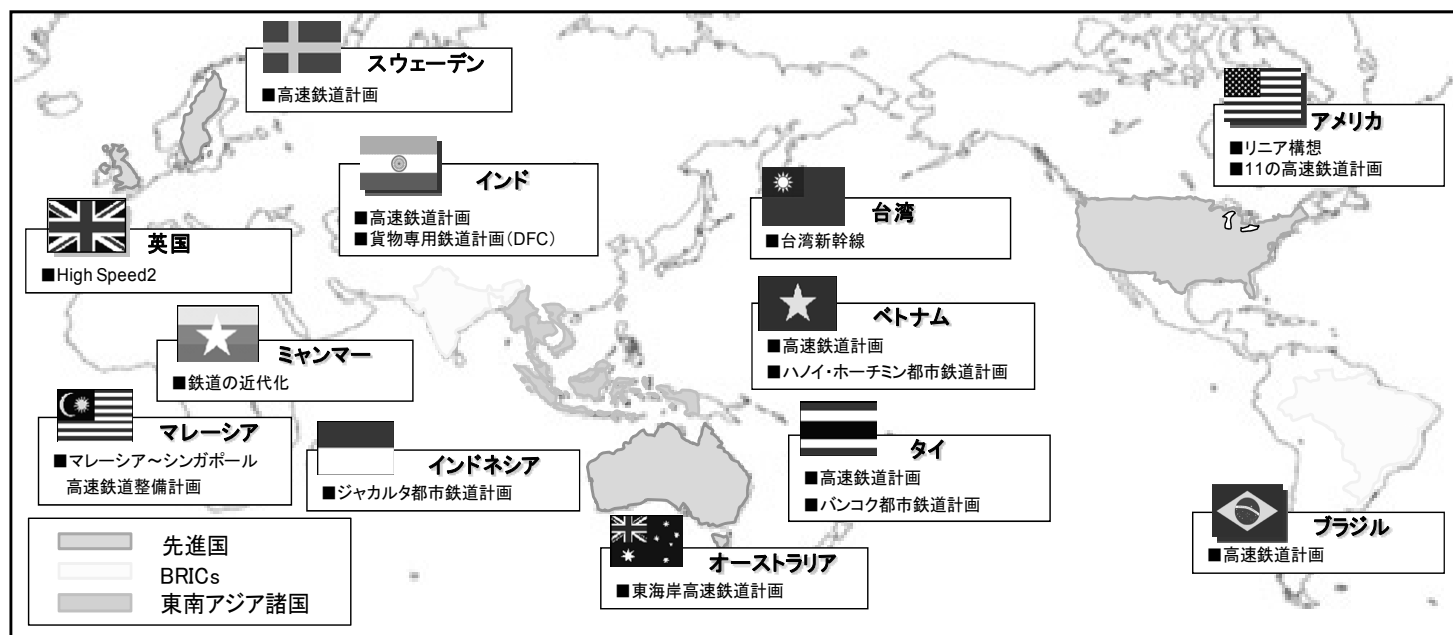 スウェーデン
■高速鉄道計画
アメリカ
■リニア構想
■11の高速鉄道計画
インド
■高速鉄道計画
■貨物専用鉄道計画(DFC)
台湾
■台湾新幹線
英国
■High Speed2
ベトナム
■高速鉄道計画
■ハノイ・ホーチミン都市鉄道計画
ミャンマー
■鉄道の近代化
マレーシア
■マレーシア～シンガポール
高速鉄道整備計画
インドネシア
■ジャカルタ都市鉄道計画
タイ
■高速鉄道計画
■バンコク都市鉄道計画
ブラジル
■高速鉄道計画
オーストラリア
■東海岸高速鉄道計画
先進国
BRICs
東南アジア諸国